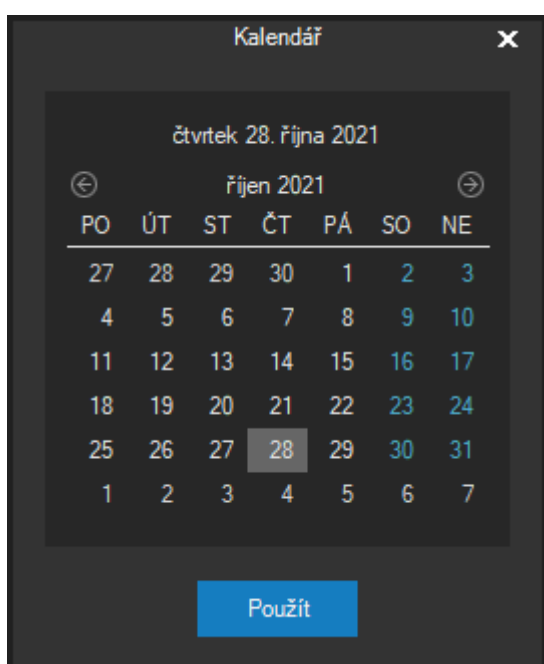 Kalendář
čtvrtek 28. října 2021
říjen 2021
PO ÚT ST ČT PÁ SO NE
27 28 29 30 1 2 3
4 5 6 7 8 9 10
11 12 13 14 15 16 17
18 19 20 21 22 23 24
25 26 27 28 29 30 31
1 2 3 4 5 6 7
Použít